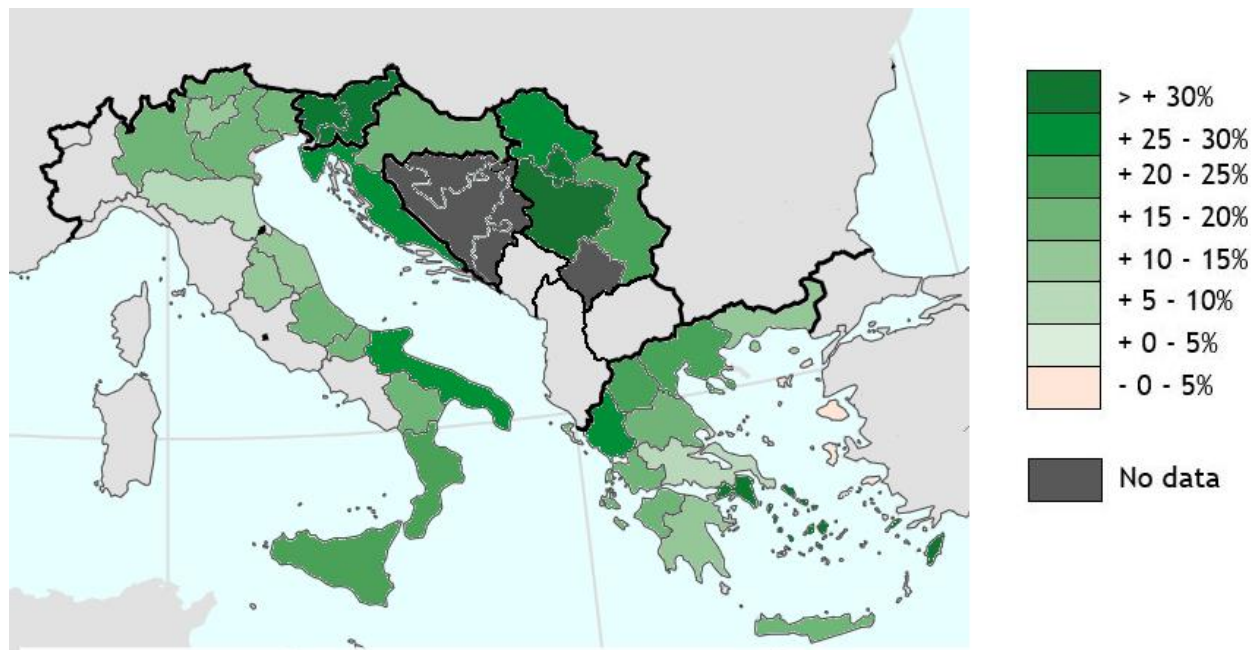 > + 30%
+ 25 - 30%
+ 20 - 25%
+ 15 - 20%
+ 10 - 15%
+ 5 - 10%
+ 0 - 5%
- 0 - 5%
No data